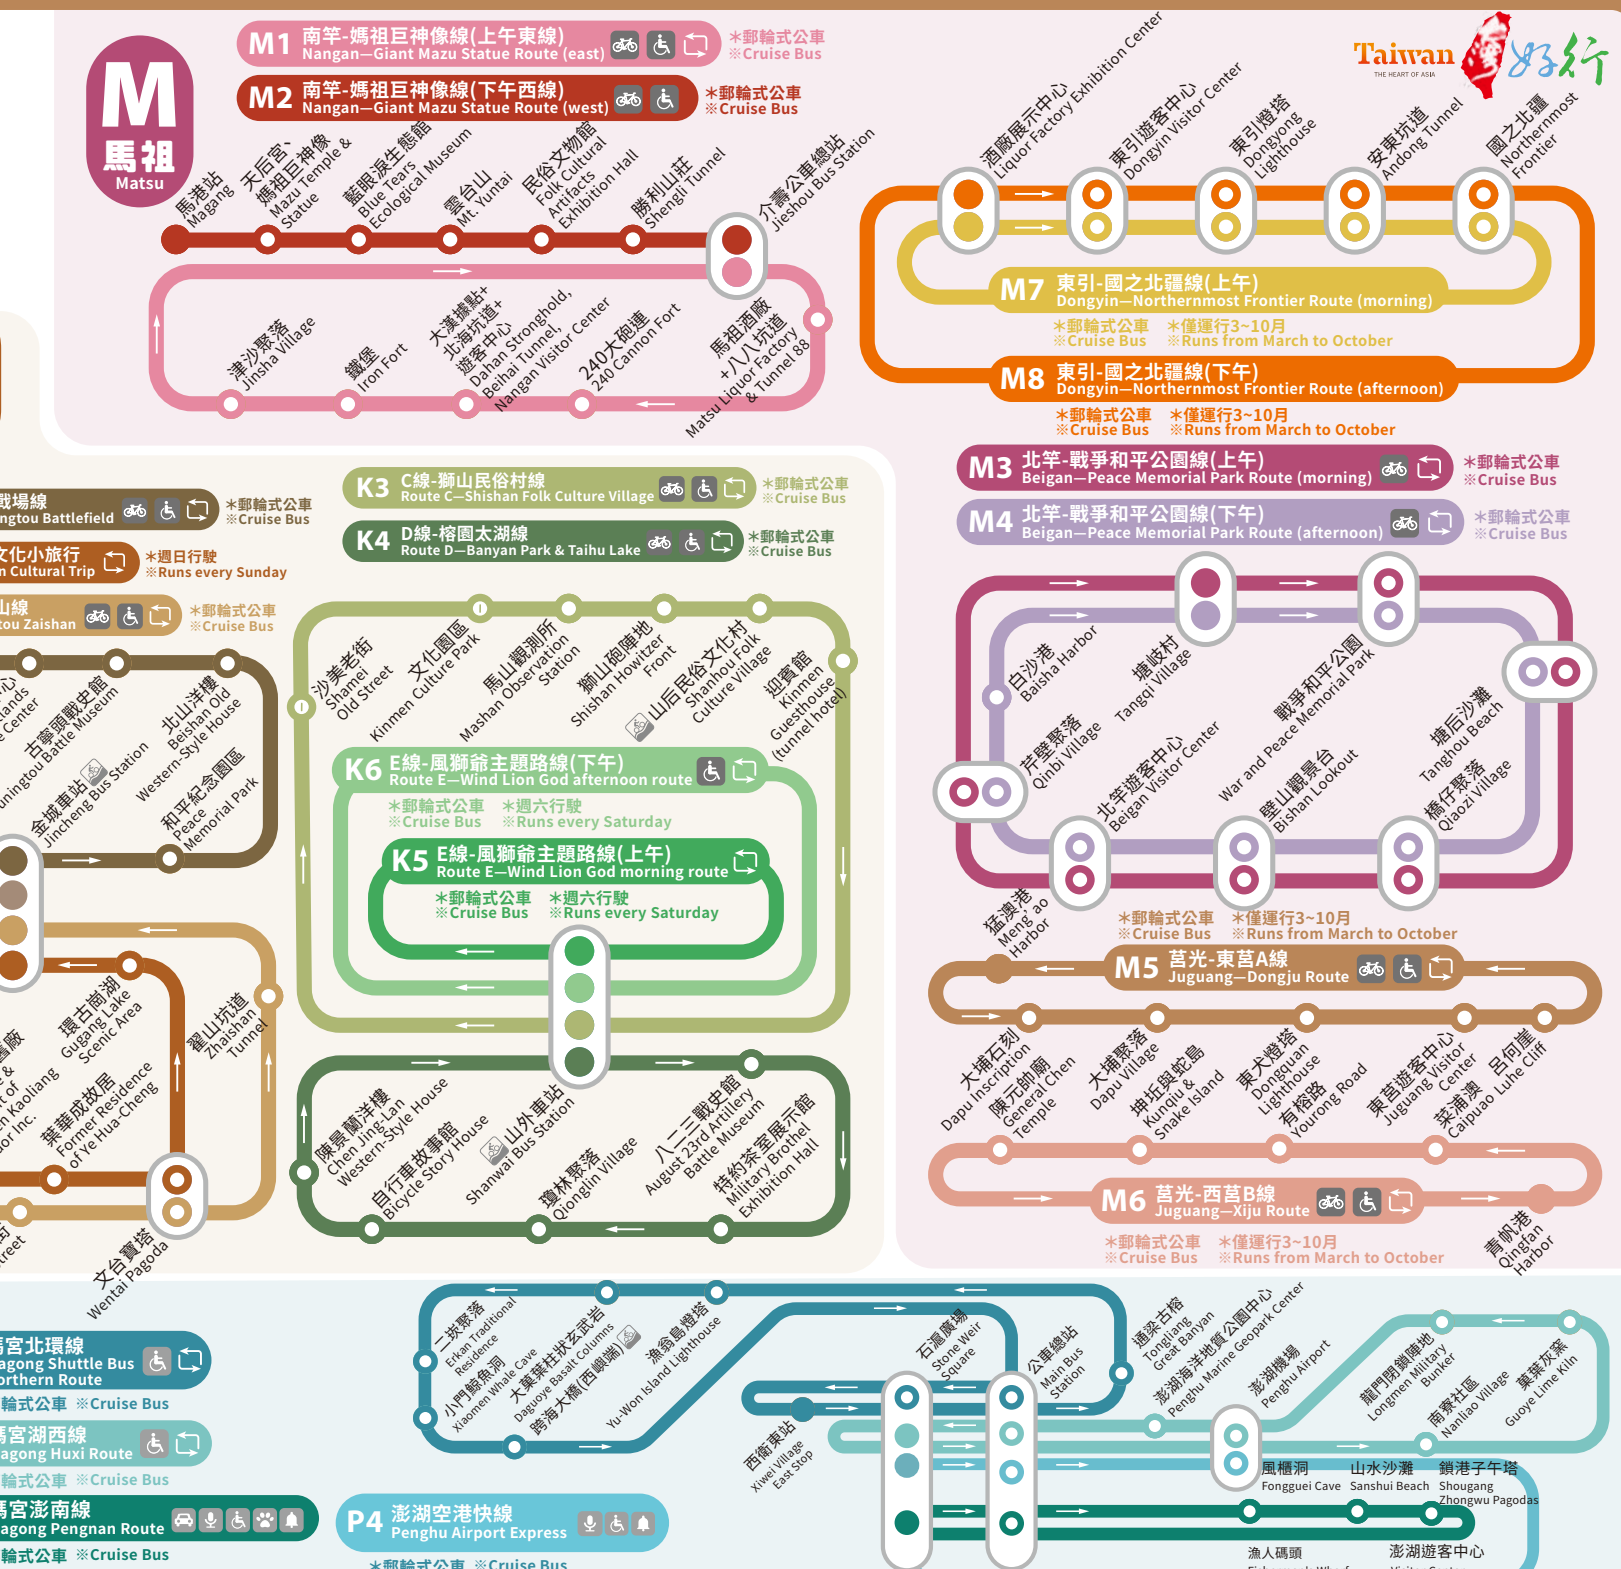 M
馬祖
Matsu
M1 南竿-媽祖巨神像線(上午東線)
Nangan—Giant Mazu Statue Route (east)
＊郵輪式公車
※Cruise Bus
M2 南竿-媽祖巨神像線(下午西線)
Nangan—Giant Mazu Statue Route (west)
＊郵輪式公車
※Cruise Bus
Taiwan
THE HEART OF ASIA
臺灣
好行
馬港站
Magang
天后宮、
媽祖巨神像
Mazu Temple &
Statue
藍眼淚生態館
Blue Tears
Ecological Museum
雲台山
Mt. Yuntai
民俗文物館
Folk Cultural
Artifacts
Exhibition Hall
勝利山莊
Shengli Tunnel
介壽公車總站
Jieshou Bus Station
津沙聚落
Jinsha Village
鐵堡
Iron Fort
大漢據點+
北海坑道+
遊客中心
Dahan Stronghold,
Beihai Tunnel,
Nangan Visitor Center
240大砲連
240 Cannon Fort
馬祖酒廠
+八八坑道
Matsu Liquor Factory
& Tunnel 88
酒廠展示中心
Liquor Factory Exhibition Center
東引遊客中心
Dongyin Visitor Center
東引燈塔
Dongyong
Lighthouse
安東坑道
Andong Tunnel
國之北疆
Northernmost
Frontier
M7 東引-國之北疆線(上午)
Dongyin—Northernmost Frontier Route (morning)
＊郵輪式公車 ＊僅運行3~10月
※Cruise Bus ※Runs from March to October
M8 東引-國之北疆線(下午)
Dongyin—Northernmost Frontier Route (afternoon)
＊郵輪式公車 ＊僅運行3~10月
※Cruise Bus ※Runs from March to October
M3 北竿-戰爭和平公園線(上午)
Beigan—Peace Memorial Park Route (morning)
＊郵輪式公車
※Cruise Bus
M4 北竿-戰爭和平公園線(下午)
Beigan—Peace Memorial Park Route (afternoon)
＊郵輪式公車
※Cruise Bus
白沙港
Baisha Harbor
塘岐村
Tangqi Village
戰爭和平公園
War and Peace Memorial Park
塘后沙灘
Tanghou Beach
芹壁聚落
Qinbi Village
北竿遊客中心
Beigan Visitor Center
壁山觀景台
Bishan Lookout
橋仔聚落
Qiaozi Village
猛澳港
Meng' ao
Harbor
＊郵輪式公車 ＊僅運行3~10月
※Cruise Bus ※Runs from March to October
M5 莒光-東莒A線
Juguang—Dongju Route
大埔石刻
Dapu Inscription
大埔聚落
Dapu Village
東犬燈塔
Dongquan
Lighthouse
東莒遊客中心
Juguang Visitor
Center
呂何崖
Luhe Cliff
陳元帥廟
General Chen
Temple
坤坵與蛇島
Kunqiu &
Snake Island
有榕路
Yourong Road
菜浦澳
Caipuao
M6 莒光-西莒B線
Juguang—Xiju Route
＊郵輪式公車 ＊僅運行3~10月
※Cruise Bus ※Runs from March to October
青帆港
Qingfan
Harbor
戰場線
ngtou Battlefield
＊郵輪式公車
※Cruise Bus
文化小旅行
n Cultural Trip
＊週日行駛
※Runs every Sunday
山線
tou Zaishan
＊郵輪式公車
※Cruise Bus
K3 C線-獅山民俗村線
Route C—Shishan Folk Culture Village
＊郵輪式公車
※Cruise Bus
K4 D線-榕園太湖線
Route D—Banyan Park & Taihu Lake
＊郵輪式公車
※Cruise Bus
心
tlands
e Center
古寧頭戰史館
uningtou Battle Museum
北山洋樓
Beishan Old
Western-Style House
金城車站
Jincheng Bus Station
和平紀念園區
Peace
Memorial Park
沙美老街
Shamei
Old Street
文化園區
Kinmen Culture Park
馬山觀測所
Mashan Observation
Station
獅山砲陣地
Shishan Howitzer
Front
山后民俗文化村
Shanhou Folk
Culture Village
迎賓館
Kinmen
Guesthouse
(tunnel hotel)
K6 E線-風獅爺主題路線(下午)
Route E—Wind Lion God afternoon route
＊郵輪式公車 ＊週六行駛
※Cruise Bus ※Runs every Saturday
K5 E線-風獅爺主題路線(上午)
Route E—Wind Lion God morning route
＊郵輪式公車 ＊週六行駛
※Cruise Bus ※Runs every Saturday
環古崗湖
Gugang Lake
Scenic Area
翟山坑道
Zhaishan
Tunnel
舊廠
e &
t of
n Kaoliang
or Inc.
葉華成故居
Former Residence
of Ye Hua-Cheng
街
treet
文台寶塔
Wentai Pagoda
陳景蘭洋樓
Chen Jing-Lan
Western-Style House
自行車故事館
Bicycle Story House
山外車站
Shanwai Bus Station
瓊林聚落
Qionglin Village
八二三戰史館
August 23rd Artillery
Battle Museum
特約茶室展示館
Military Brothel
Exhibition Hall
馬宮北環線
agong Shuttle Bus
orthern Route
輪式公車 ※Cruise Bus
馬宮湖西線
agong Huxi Route
輪式公車 ※Cruise Bus
馬宮澎南線
agong Pengnan Route
輪式公車 ※Cruise Bus
P4 澎湖空港快線
Penghu Airport Express
＊郵輪式公車 ※Cruise Bus
二崁聚落
Erkan Traditional
Residence
小門鯨魚洞
Xiaomen Whale Cave
大菓葉柱狀玄武岩
Daguoye Basalt Columns
跨海大橋(西嶼端)
漁翁島燈塔
Yu-Won Island Lighthouse
西衛東站
Xiwei Village
East Stop
石滬廣場
Stone Weir
Square
公車總站
Main Bus
Station
通梁古榕
Tongliang
Great Banyan
澎湖海洋地質公園中心
Penghu Marine Geopark Center
澎湖機場
Penghu Airport
龍門閉鎖陣地
Longmen Military
Bunker
南寮社區
Nanliao Village
菓葉灰窯
Guoye Lime Kiln
風櫃洞
Fongguei Cave
山水沙灘
Sanshui Beach
鎖港子午塔
Shougang
Zhongwu Pagodas
漁人碼頭
澎湖遊客中心